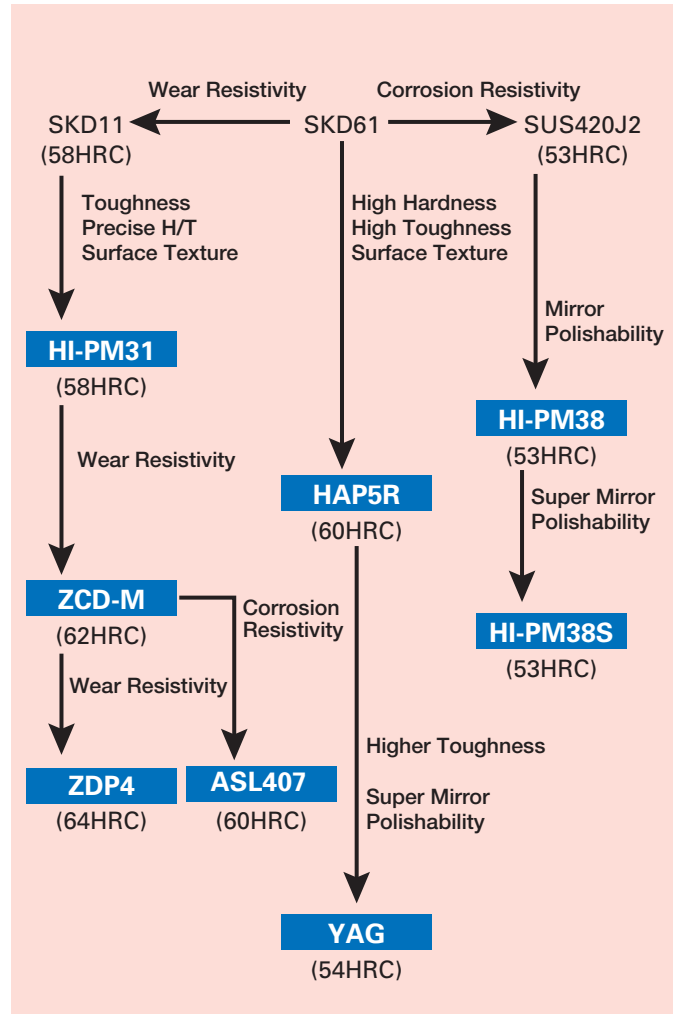 Wear Resistivity
Corrosion Resistivity
SKD11
SKD61
SUS420J2
(58HRC)
(53HRC)
Toughness
Precise H/T
Surface Texture
High Hardness
High Toughness
Surface Texture
Mirror
Polishability
HI-PM31
(58HRC)
HI-PM38
(53HRC)
Wear Resistivity
HAP5R
(60HRC)
Super Mirror
Polishability
ZCD-M
(62HRC)
Corrosion
Resistivity
HI-PM38S
(53HRC)
Wear Resistivity
Higher Toughness
ZDP4
(64HRC)
ASL407
(60HRC)
Super Mirror
Polishability
YAG
(54HRC)